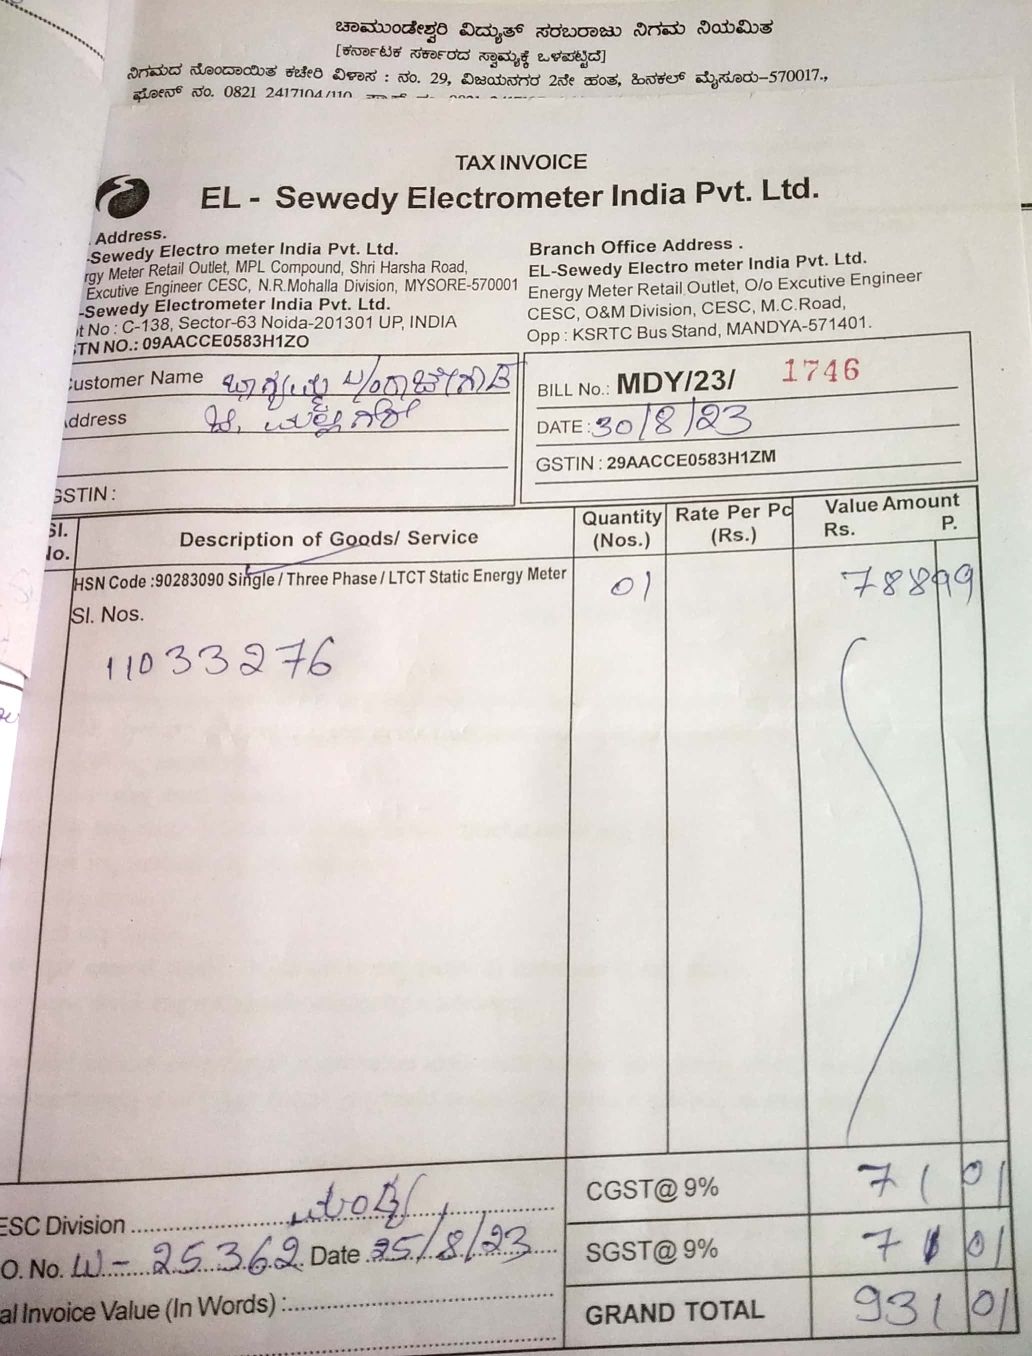 ಚಾಮುಂಡೇಶ್ವರಿ ವಿದ್ಯುತ್ ಸರಬರಾಜು ನಿಗಮ ನಿಯಮಿತ
[ಕರ್ನಾಟಕ ಸರ್ಕಾರದ ಸ್ವಾಮ್ಯಕ್ಕೆ ಒಳಪಟ್ಟಿದೆ]
ನಿಗಮದ ನೊಂದಾಯಿತ ಕಚೇರಿ ವಿಳಾಸ : ನಂ. 29, ವಿಜಯನಗರ 2ನೇ ಹಂತ, ಹಿನಕಲ್ ಮೈಸೂರು–570017.,
ಫೋನ್ ನಂ. 0821 2417104/110
TAX INVOICE
EL - Sewedy Electrometer India Pvt. Ltd.
Address.
-Sewedy Electro meter India Pvt. Ltd.
rgy Meter Retail Outlet, MPL Compound, Shri Harsha Road,
Excutive Engineer CESC, N.R.Mohalla Division, MYSORE-570001
-Sewedy Electrometer India Pvt. Ltd.
t No : C-138, Sector-63 Noida-201301 UP, INDIA
TN NO.: 09AACCE0583H1ZO
Branch Office Address .
EL-Sewedy Electro meter India Pvt. Ltd.
Energy Meter Retail Outlet, O/o Excutive Engineer
CESC, O&M Division, CESC, M.C.Road,
Opp : KSRTC Bus Stand, MANDYA-571401.
ustomer Name
ddress
GSTIN :
BILL No.: MDY/23/ 1746
DATE : 30/8/23
GSTIN : 29AACCE0583H1ZM
Sl. No. Description of Goods/ Service Quantity (Nos.) Rate Per Pc (Rs.) Value Amount Rs. P.
HSN Code :90283090 Single / Three Phase / LTCT Static Energy Meter 01 788 99
Sl. Nos.
11033276
CGST@ 9% 71 01
ESC Division ಮಂಡ್ಯ
SGST@ 9% 71 01
O. No. W - 25362 Date 25/8/23
al Invoice Value (In Words) :
GRAND TOTAL 931 01